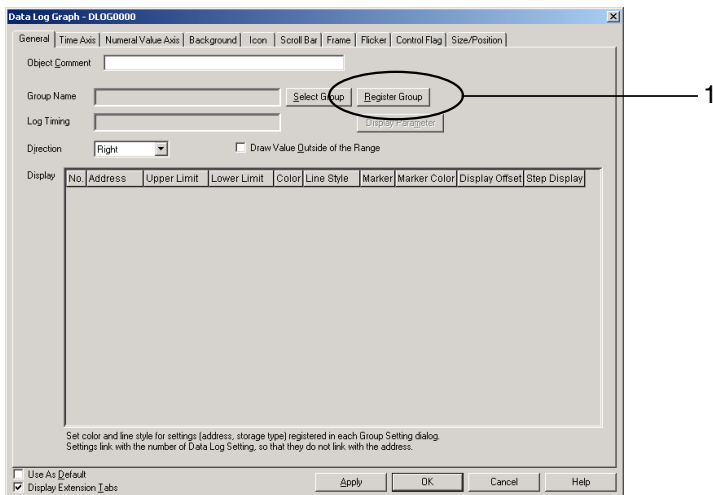 Data Log Graph - DLOG0000
General Time Axis Numeral Value Axis Background Icon Scroll Bar Frame Flicker Control Flag Size/Position
Object Comment
Group Name Select Group Register Group 1
Log Timing Display Parameter
Direction Right Draw Value Outside of the Range
Display No. Address Upper Limit Lower Limit Color Line Style Marker Marker Color Display Offset Step Display
Set color and line style for settings (address, storage type) registered in each Group Setting dialog.
Settings link with the number of Data Log Setting, so that they do not link with the address.
Use As Default
Display Extension Tabs Apply OK Cancel Help